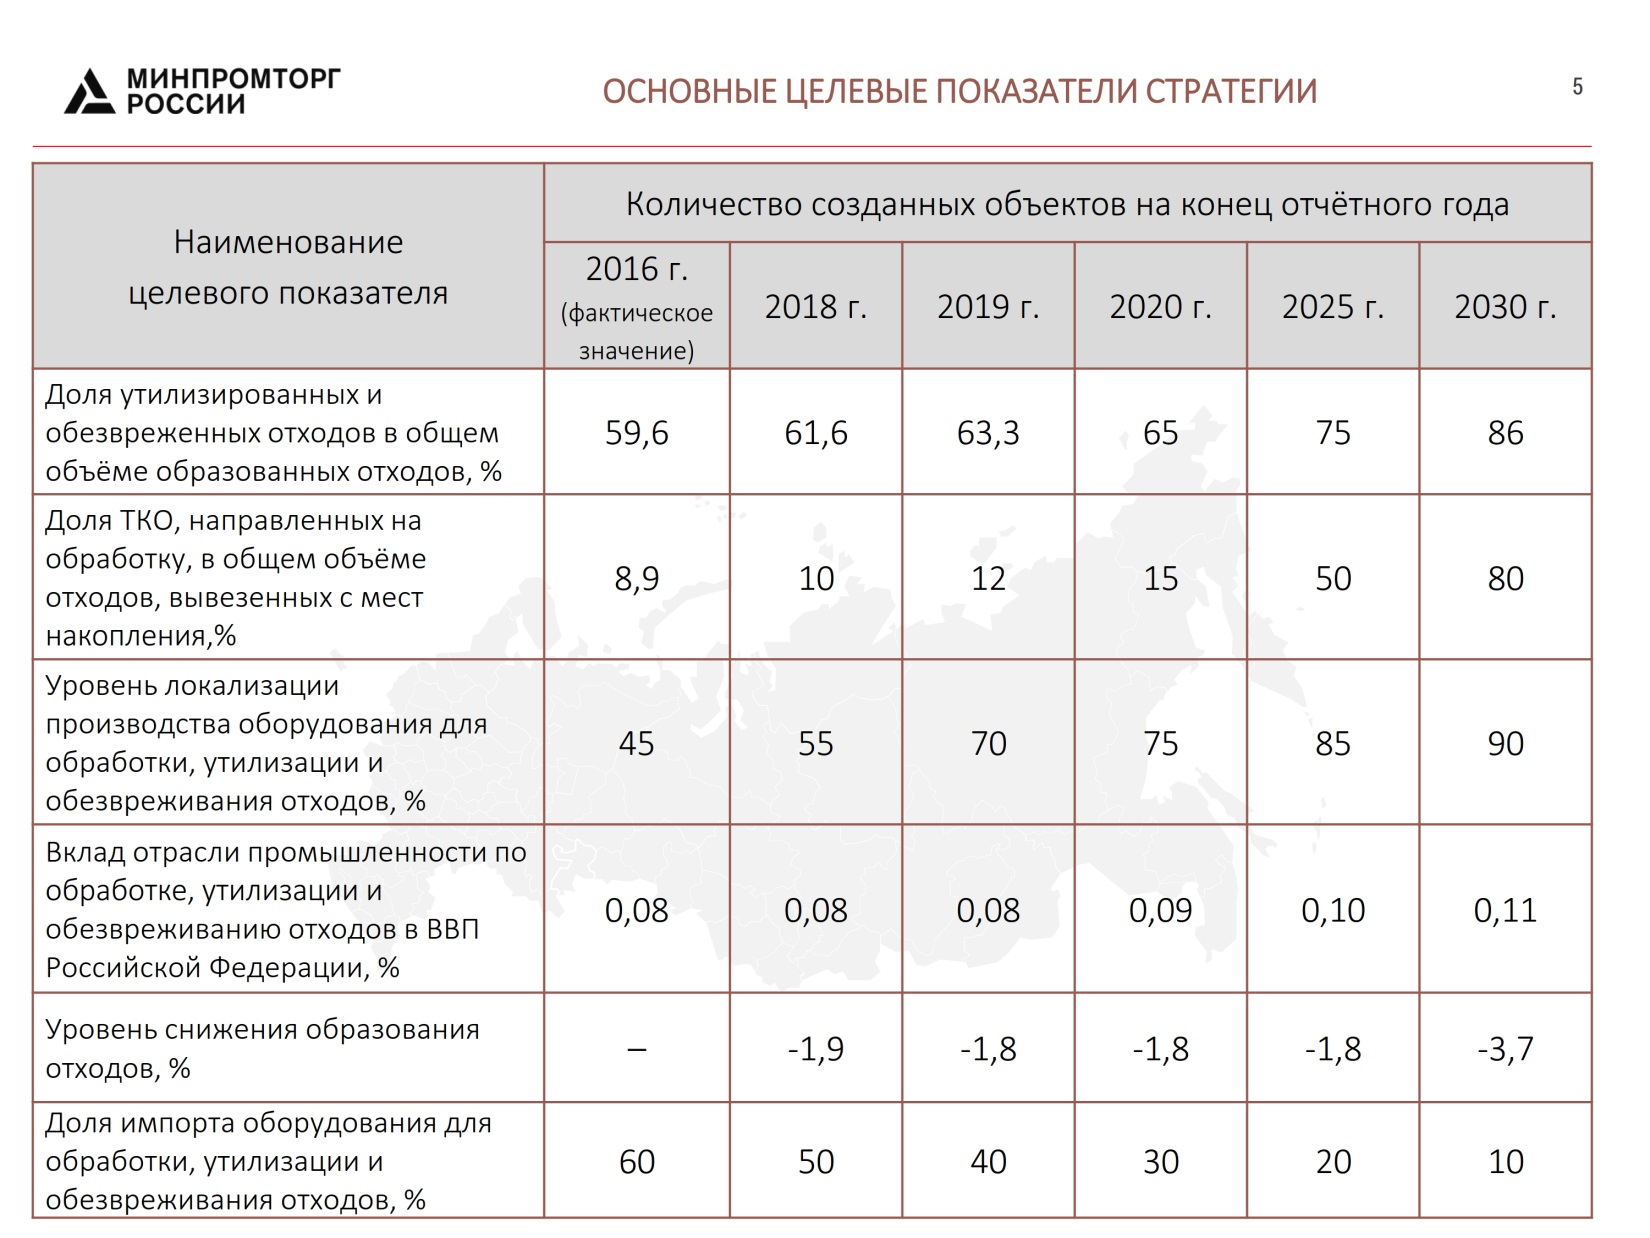 МИНПРОМТОРГ
РОССИИ
ОСНОВНЫЕ ЦЕЛЕВЫЕ ПОКАЗАТЕЛИ СТРАТЕГИИ
5
Наименование
целевого показателя
Количество созданных объектов на конец отчётного года
2016 г.
(фактическое
значение)
2018 г.
2019 г.
2020 г.
2025 г.
2030 г.
Доля утилизированных и
обезвреженных отходов в общем
объёме образованных отходов, %
59,6
61,6
63,3
65
75
86
Доля ТКО, направленных на
обработку, в общем объёме
отходов, вывезенных с мест
накопления,%
8,9
10
12
15
50
80
Уровень локализации
производства оборудования для
обработки, утилизации и
обезвреживания отходов, %
45
55
70
75
85
90
Вклад отрасли промышленности по
обработке, утилизации и
обезвреживанию отходов в ВВП
Российской Федерации, %
0,08
0,08
0,08
0,09
0,10
0,11
Уровень снижения образования
отходов, %
–
-1,9
-1,8
-1,8
-1,8
-3,7
Доля импорта оборудования для
обработки, утилизации и
обезвреживания отходов, %
60
50
40
30
20
10